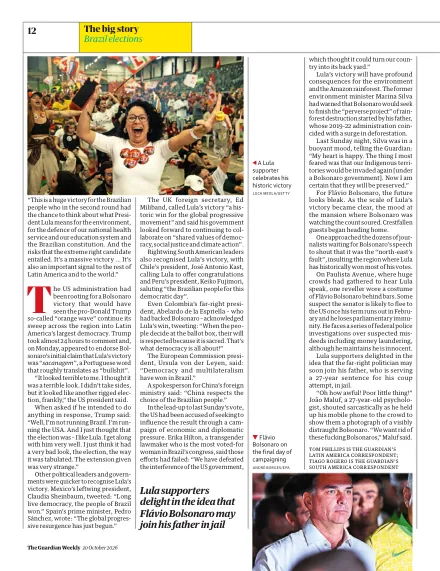 12
The big story
Brazil elections
"This is a huge victory for the Brazilian
people who in the second round had
the chance to think about what Presi-
dent Lula means for the environment,
for the defence of our national health
service and our education system and
the Brazilian constitution. And the
risks that the extreme right candidate
entailed. It's a massive victory … It's
also an important signal to the rest of
Latin America and to the world."
The US administration had
been rooting for a Bolsonaro
victory that would have
seen the pro-Donald Trump
so-called "orange wave" continue its
sweep across the region into Latin
America's largest democracy. Trump
took almost 24 hours to comment and,
on Monday, appeared to endorse Bol-
sonaro's initial claim that Lula's victory
was "sacanagem", a Portuguese word
that roughly translates as "bullshit".
"It looked terrible to me. I thought it
was a terrible look. I didn't take sides,
but it looked like another rigged elec-
tion, frankly," the US president said.
When asked if he intended to do
anything in response, Trump said:
"Well, I'm not running Brazil. I'm run-
ning the USA. And I just thought that
the election was - I like Lula. I get along
with him very well. I just think it had
a very bad look, the election, the way
it was tabulated. The extension given
was very strange."
Other political leaders and govern-
ments were quicker to recognise Lula's
victory. Mexico's leftwing president,
Claudia Sheinbaum, tweeted: "Long
live democracy, the people of Brazil
won." Spain's prime minister, Pedro
Sánchez, wrote: "The global progres-
sive resurgence has just begun."
The UK foreign secretary, Ed
Miliband, called Lula's victory "a his-
toric win for the global progressive
movement" and said his government
looked forward to continuing to col-
laborate on "shared values of democ-
racy, social justice and climate action".
Rightwing South American leaders
also recognised Lula's victory, with
Chile's president, José Antonio Kast,
calling Lula to offer congratulations
and Peru's president, Keiko Fujimori,
saluting "the Brazilian people for this
democratic day".
Even Colombia's far-right presi-
dent, Abelardo de la Espriella - who
had backed Bolsonaro - acknowledged
Lula's win, tweeting: "When the peo-
ple decide at the ballot box, their will
is respected because it is sacred. That's
what democracy is all about!"
The European Commission presi-
dent, Ursula von der Leyen, said:
"Democracy and multilateralism
have won in Brazil."
A spokesperson for China's foreign
ministry said: "China respects the
choice of the Brazilian people."
In the lead-up to last Sunday's vote,
the US had been accused of seeking to
influence the result through a cam-
paign of economic and diplomatic
pressure. Erika Hilton, a transgender
lawmaker who is the most voted-for
woman in Brazil's congress, said those
efforts had failed: "We have defeated
the interference of the US government,
Lula supporters
delight in the idea that
Flávio Bolsonaro may
join his father in jail
◀ A Lula
supporter
celebrates his
historic victory
▼ Flávio
Bolsonaro on
the final day of
campaigning
which thought it could turn our coun-
try into its back yard."
Lula's victory will have profound
consequences for the environment
and the Amazon rainforest. The former
environment minister Marina Silva
had warned that Bolsonaro would seek
to finish the "perverse project" of rain-
forest destruction started by his father,
whose 2019-22 administration coin-
cided with a surge in deforestation.
Last Sunday night, Silva was in a
buoyant mood, telling the Guardian:
"My heart is happy. The thing I most
feared was that our Indigenous terri-
tories would be invaded again [under
a Bolsonaro government]. Now I am
certain that they will be preserved."
For Flávio Bolsonaro, the future
looks bleak. As the scale of Lula's
victory became clear, the mood at
the mansion where Bolsonaro was
watching the count soured. Crestfallen
guests began heading home.
One approached the dozens of jour-
nalists waiting for Bolsonaro's speech
to shout that it was the "north-east's
fault", insulting the region where Lula
has historically won most of his votes.
On Paulista Avenue, where huge
crowds had gathered to hear Lula
speak, one reveller wore a costume
of Flávio Bolsonaro behind bars. Some
suspect the senator is likely to flee to
the US once his term runs out in Febru-
ary and he loses parliamentary immu-
nity. He faces a series of federal police
investigations over suspected mis-
deeds including money laundering,
although he maintains he is innocent.
Lula supporters delighted in the
idea that the far-right politician may
soon join his father, who is serving
a 27-year sentence for his coup
attempt, in jail.
"Oh how awful! Poor little thing!"
João Maluf, a 27-year-old psychol-
ogist, shouted sarcastically as he held
up his mobile phone to the crowd to
show them a photograph of a visibly
distraught Bolsonaro. "We want rid of
these fucking Bolsonaros," Maluf said.
TOM PHILLIPS IS THE GUARDIAN'S
LATIN AMERICA CORRESPONDENT;
TIAGO ROGERO IS THE GUARDIAN'S
SOUTH AMERICA CORRESPONDENT
The Guardian Weekly 30 October 2026